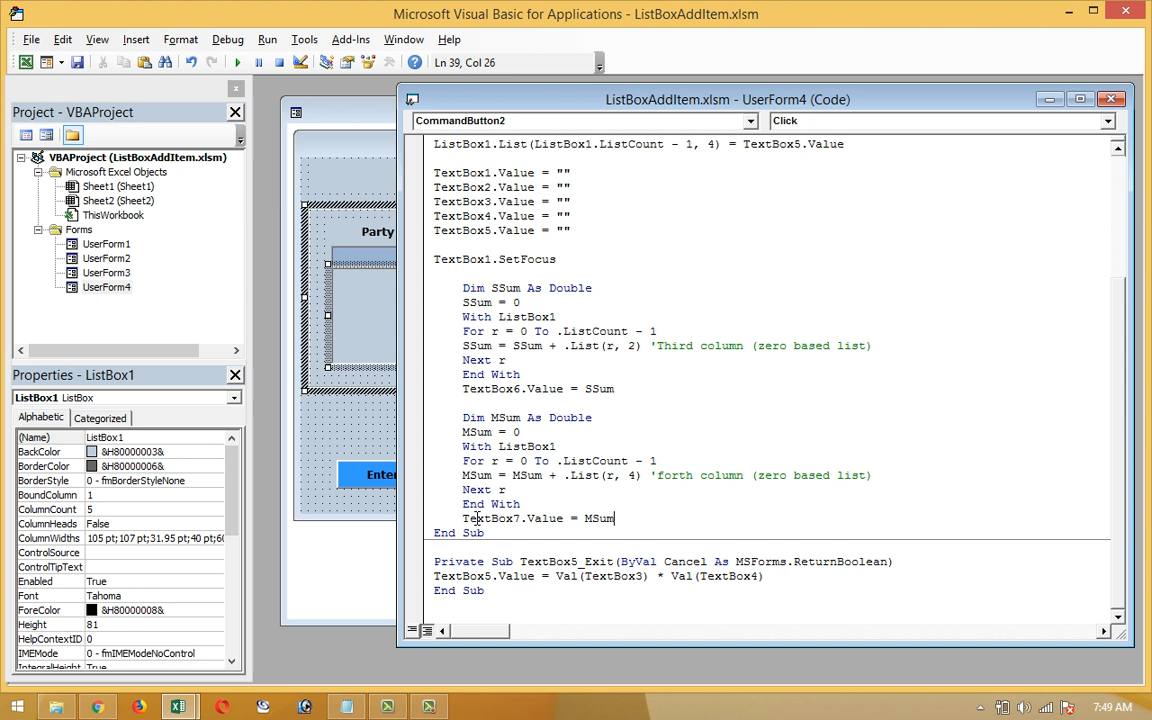 Microsoft Visual Basic for Applications - ListBoxAddItem.xlsm
File Edit View Insert Format Debug Run Tools Add-Ins Window Help
Ln 39, Col 26
Project - VBAProject
VBAProject (ListBoxAddItem.xlsm)
Microsoft Excel Objects
Sheet1 (Sheet1)
Sheet2 (Sheet2)
ThisWorkbook
Forms
UserForm1
UserForm2
UserForm3
UserForm4
Properties - ListBox1
ListBox1 ListBox
Alphabetic Categorized
(Name) ListBox1
BackColor &H80000003&
BorderColor &H80000006&
BorderStyle 0 - fmBorderStyleNone
BoundColumn 1
ColumnCount 5
ColumnHeads False
ColumnWidths 105 pt;107 pt;31.95 pt;40 pt;60
ControlSource
ControlTipText
Enabled True
Font Tahoma
ForeColor &H80000008&
Height 81
HelpContextID 0
IMEMode 0 - fmIMEModeNoControl
IntegralHeight True
Party
Enter
ListBoxAddItem.xlsm - UserForm4 (Code)
CommandButton2 Click
ListBox1.List(ListBox1.ListCount - 1, 4) = TextBox5.Value
TextBox1.Value = ""
TextBox2.Value = ""
TextBox3.Value = ""
TextBox4.Value = ""
TextBox5.Value = ""
TextBox1.SetFocus
Dim SSum As Double
SSum = 0
With ListBox1
For r = 0 To .ListCount - 1
SSum = SSum + .List(r, 2) 'Third column (zero based list)
Next r
End With
TextBox6.Value = SSum
Dim MSum As Double
MSum = 0
With ListBox1
For r = 0 To .ListCount - 1
MSum = MSum + .List(r, 4) 'forth column (zero based list)
Next r
End With
TextBox7.Value = MSum
End Sub
Private Sub TextBox5_Exit(ByVal Cancel As MSForms.ReturnBoolean)
TextBox5.Value = Val(TextBox3) * Val(TextBox4)
End Sub
7:49 AM